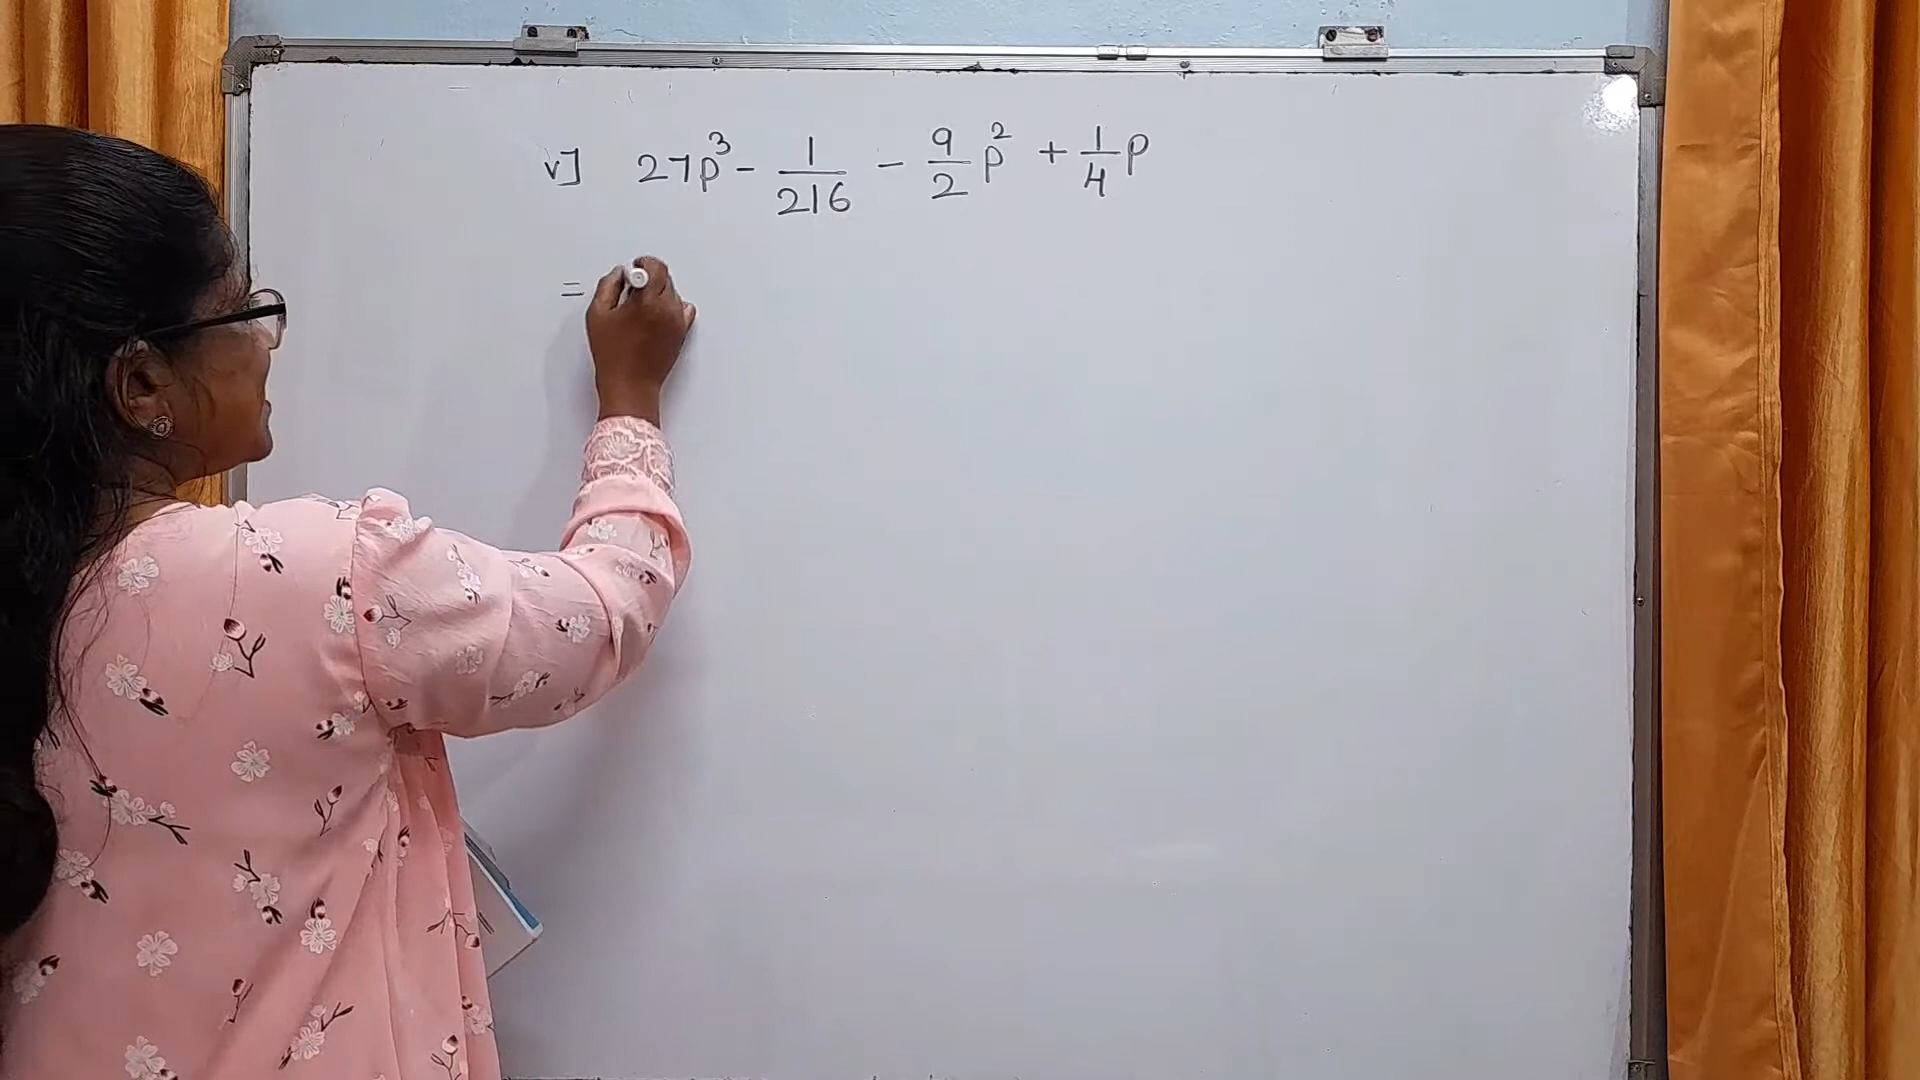 v] 27p³ - 1/216 - 9/2 p² + 1/4 p
=